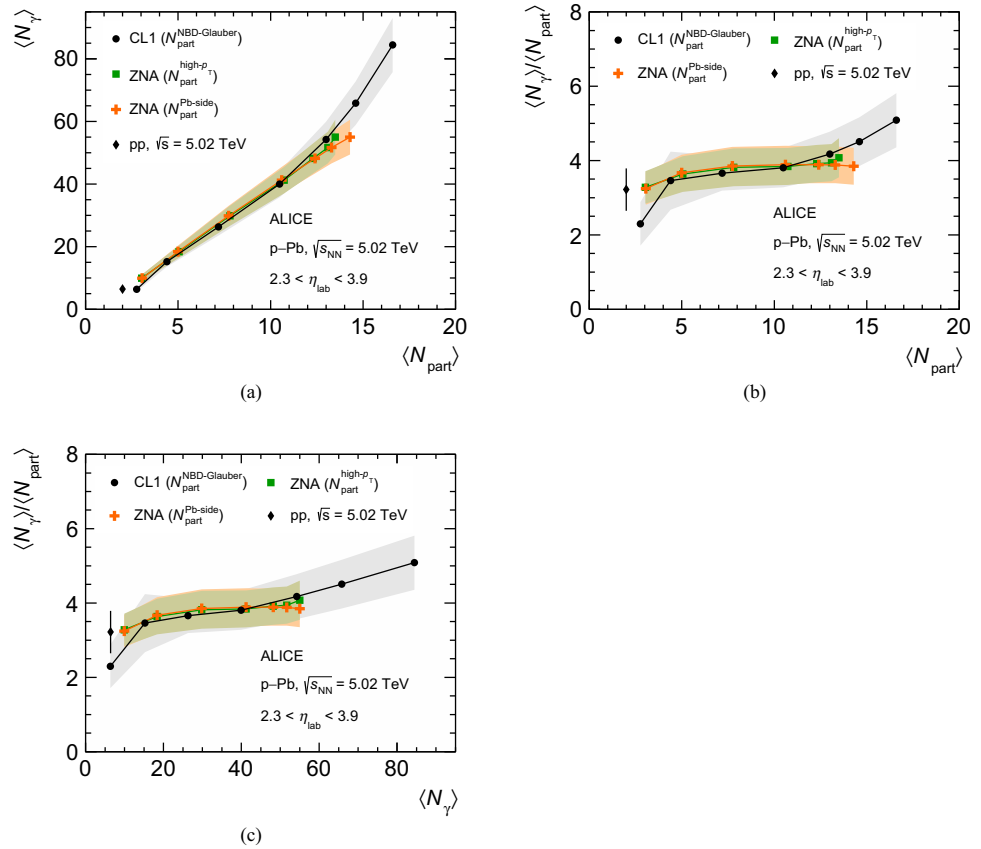 ⟨N_γ⟩
80
60
40
20
0
CL1 (N_part^NBD-Glauber)
ZNA (N_part^high-p_T)
ZNA (N_part^Pb-side)
pp, √s = 5.02 TeV
ALICE
p–Pb, √s_NN = 5.02 TeV
2.3 < η_lab < 3.9
0 5 10 15 20
⟨N_part⟩
(a)
⟨N_γ⟩/⟨N_part⟩
8
6
4
2
0
CL1 (N_part^NBD-Glauber)
ZNA (N_part^high-p_T)
ZNA (N_part^Pb-side)
pp, √s = 5.02 TeV
ALICE
p–Pb, √s_NN = 5.02 TeV
2.3 < η_lab < 3.9
0 5 10 15 20
⟨N_part⟩
(b)
⟨N_γ⟩/⟨N_part⟩
8
6
4
2
0
CL1 (N_part^NBD-Glauber)
ZNA (N_part^high-p_T)
ZNA (N_part^Pb-side)
pp, √s = 5.02 TeV
ALICE
p–Pb, √s_NN = 5.02 TeV
2.3 < η_lab < 3.9
0 20 40 60 80
⟨N_γ⟩
(c)